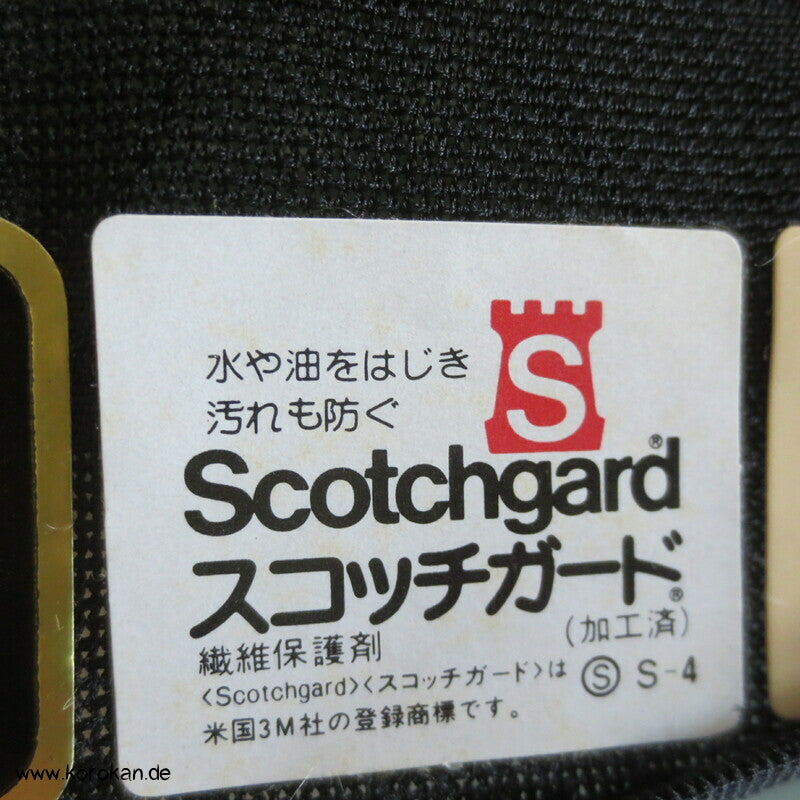 水や油をはじき
汚れも防ぐ
S
Scotchgard®
スコッチガード®
(加工済)
繊維保護剤
〈Scotchgard〉〈スコッチガード〉は
米国3M社の登録商標です。
Ⓢ S-4
www.korokan.de